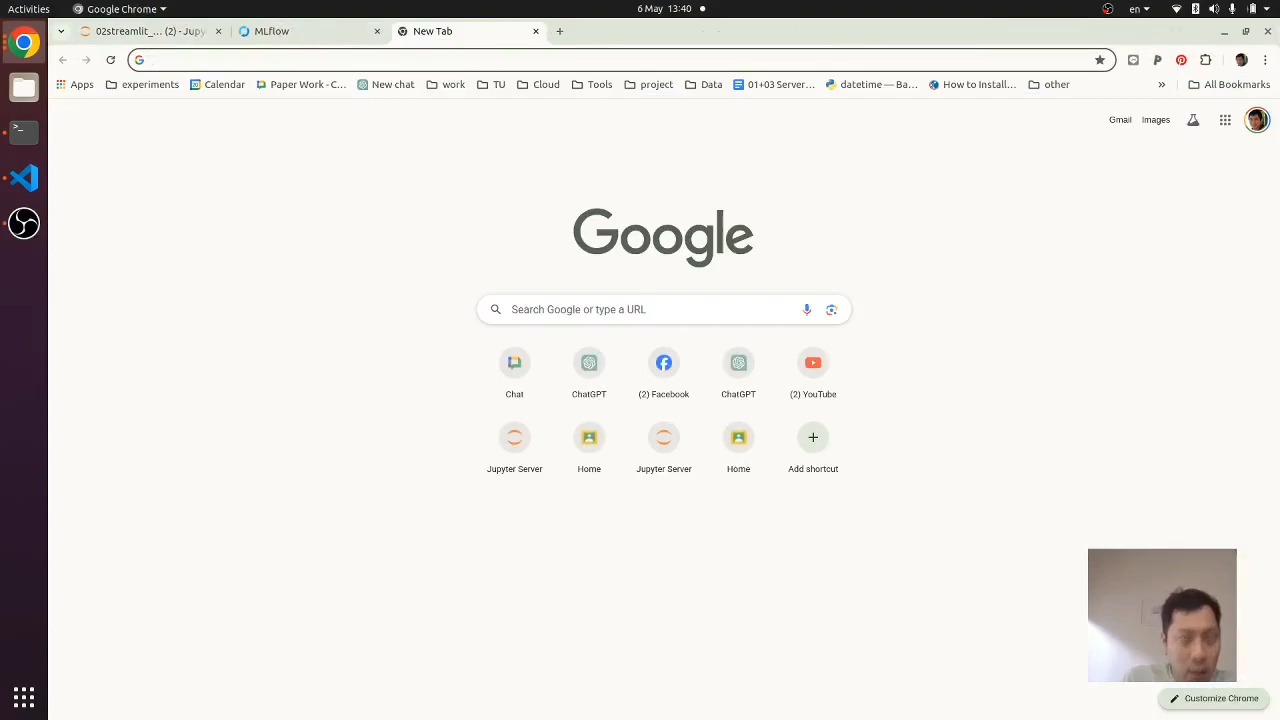 Activities Google Chrome 6 May 13:40 en
02streamlit_... (2) - Jupy MLflow New Tab
Apps experiments Calendar Paper Work - C... New chat work TU Cloud Tools project Data 01+03 Server... datetime — Ba... How to Install... other » All Bookmarks
Gmail Images
Google
Search Google or type a URL
Chat ChatGPT (2) Facebook ChatGPT (2) YouTube
Jupyter Server Home Jupyter Server Home Add shortcut
Customize Chrome